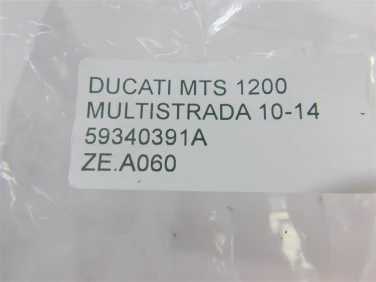 DUCATI MTS 1200
MULTISTRADA 10-14
59340391A
ZE.A060